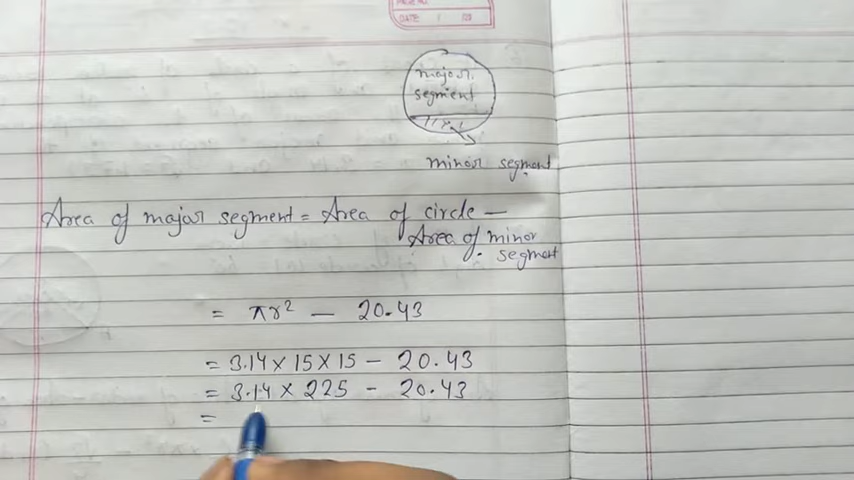 DATE
major
segment
minor segment
Area of major segment = Area of circle –
Area of minor
segment
= πr² – 20.43
= 3.14 × 15 × 15 – 20.43
= 3.14 × 225 – 20.43
=